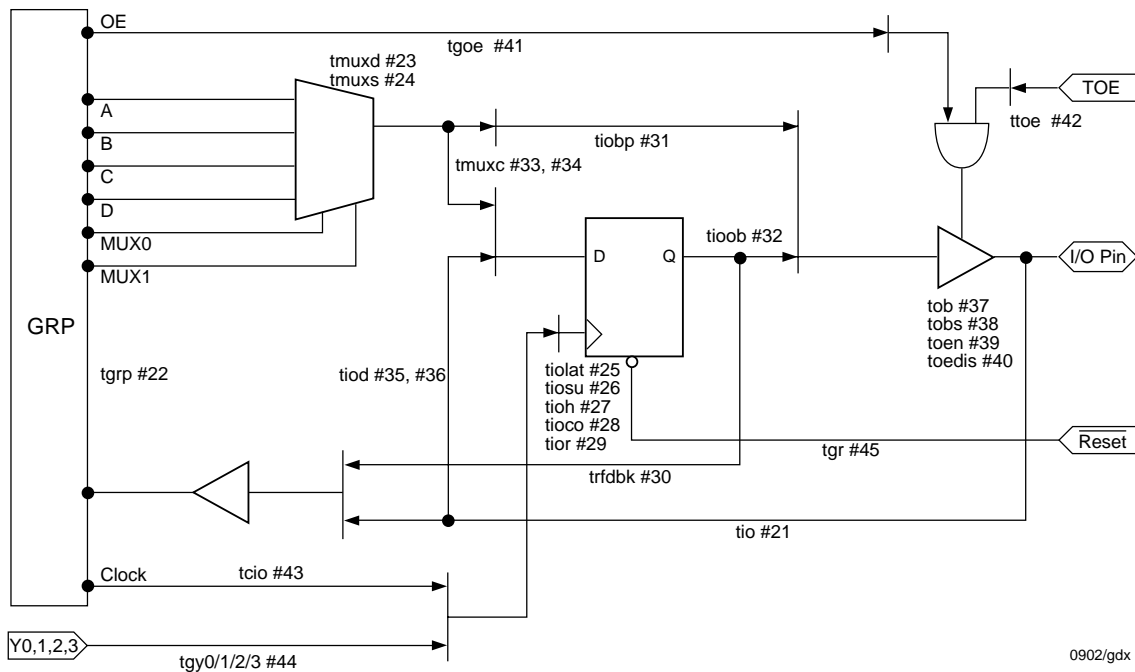 OE
tgoe #41
tmuxd #23
tmuxs #24
TOE
ttoe #42
A
B
C
D
MUX0
MUX1
tiobp #31
tmuxc #33, #34
D
Q
tioob #32
I/O Pin
GRP
tgrp #22
tiod #35, #36
tiolat #25
tiosu #26
tioh #27
tioco #28
tior #29
tob #37
tobs #38
toen #39
toedis #40
Reset
tgr #45
trfdbk #30
tio #21
Clock
tcio #43
Y0,1,2,3
tgy0/1/2/3 #44
0902/gdx